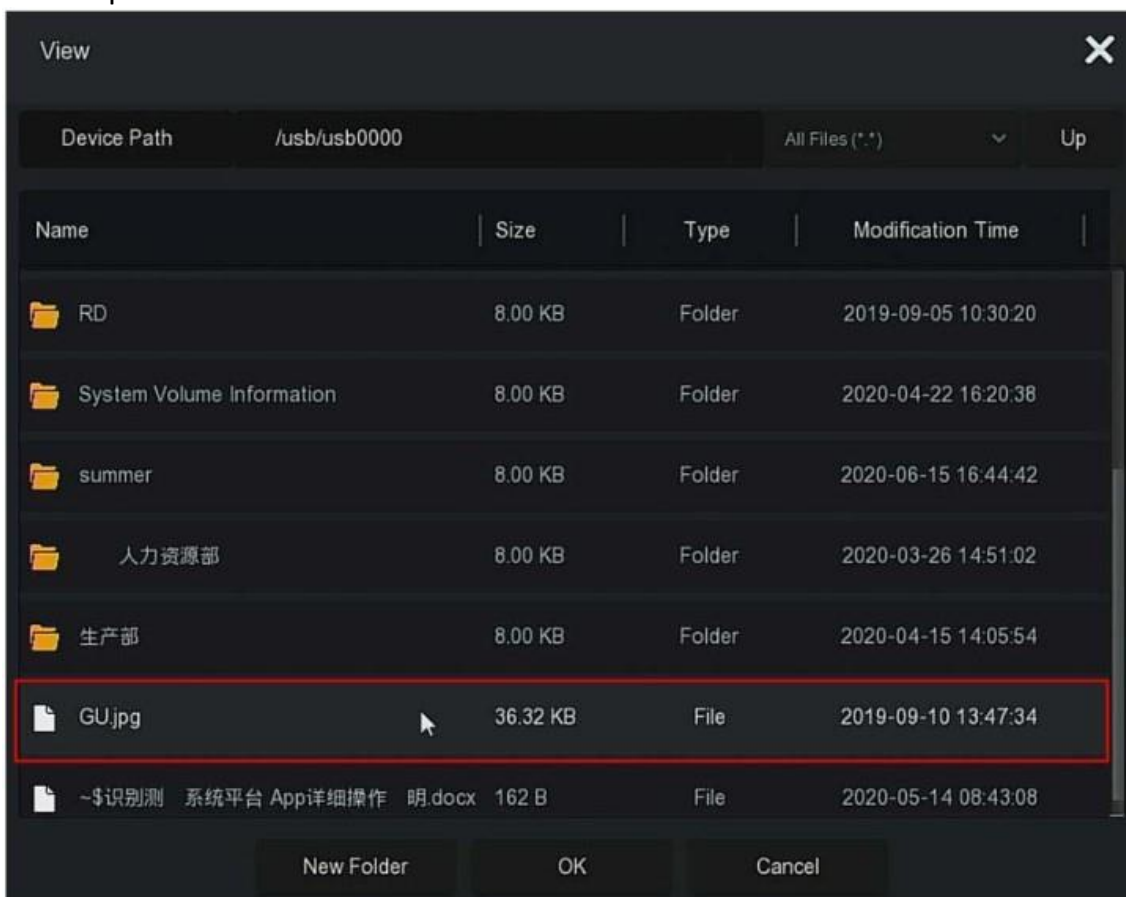 View
Device Path /usb/usb0000 All Files (*.*) Up
Name Size Type Modification Time
RD 8.00 KB Folder 2019-09-05 10:30:20
System Volume Information 8.00 KB Folder 2020-04-22 16:20:38
summer 8.00 KB Folder 2020-06-15 16:44:42
人力资源部 8.00 KB Folder 2020-03-26 14:51:02
生产部 8.00 KB Folder 2020-04-15 14:05:54
GU.jpg 36.32 KB File 2019-09-10 13:47:34
~$识别测 系统平台 App详细操作 明.docx 162 B File 2020-05-14 08:43:08
New Folder OK Cancel